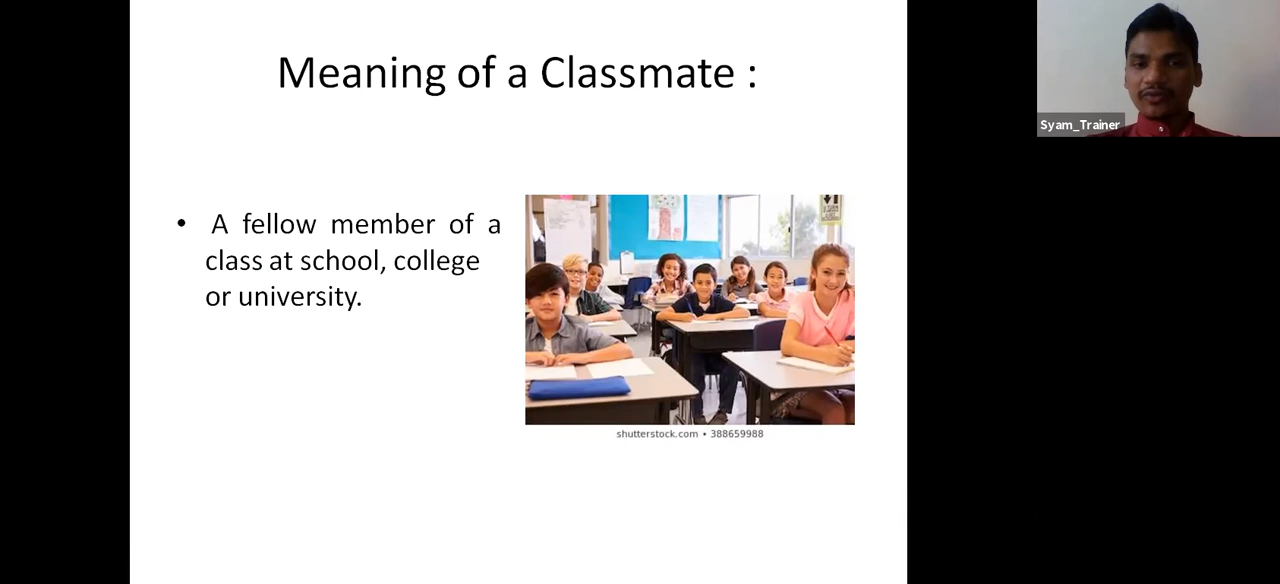 Meaning of a Classmate :
• A fellow member of a
class at school, college
or university.
shutterstock.com • 388659988
Syam_Trainer